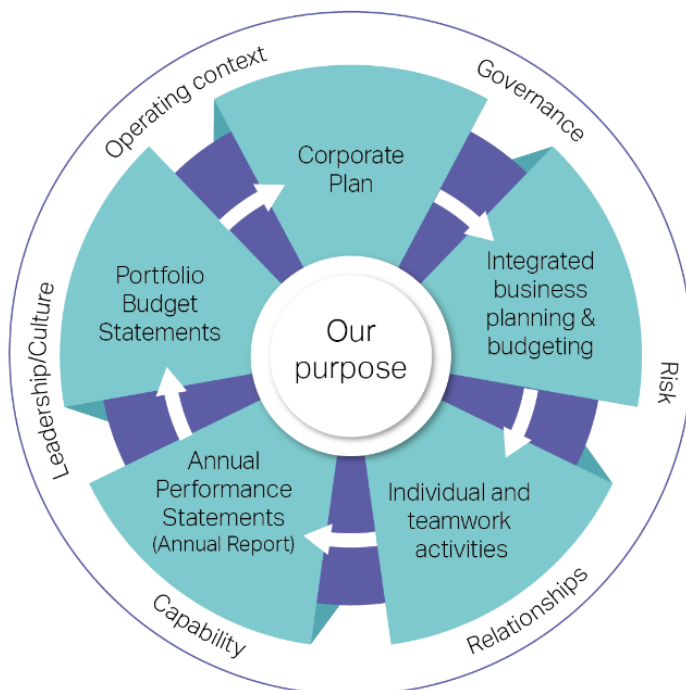 Operating context
Governance
Corporate
Plan
Portfolio
Budget
Statements
Integrated
business
planning &
budgeting
Our
purpose
Leadership/Culture
Risk
Annual
Performance
Statements
(Annual Report)
Individual and
teamwork
activities
Capability
Relationships